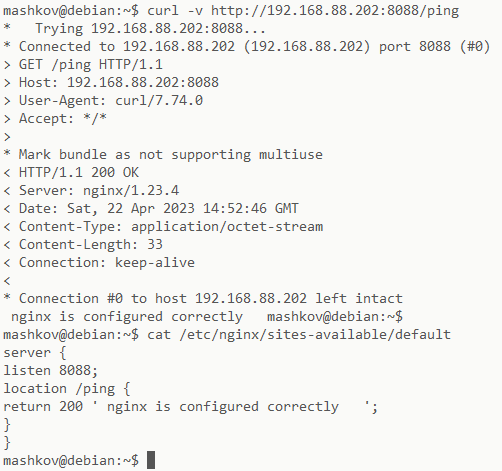 mashkov@debian:~$ curl -v http://192.168.88.202:8088/ping
*   Trying 192.168.88.202:8088...
* Connected to 192.168.88.202 (192.168.88.202) port 8088 (#0)
> GET /ping HTTP/1.1
> Host: 192.168.88.202:8088
> User-Agent: curl/7.74.0
> Accept: */*
>
* Mark bundle as not supporting multiuse
< HTTP/1.1 200 OK
< Server: nginx/1.23.4
< Date: Sat, 22 Apr 2023 14:52:46 GMT
< Content-Type: application/octet-stream
< Content-Length: 33
< Connection: keep-alive
<
* Connection #0 to host 192.168.88.202 left intact
 nginx is configured correctly   mashkov@debian:~$
mashkov@debian:~$ cat /etc/nginx/sites-available/default
server {
listen 8088;
location /ping {
return 200 ' nginx is configured correctly   ';
}
}
mashkov@debian:~$